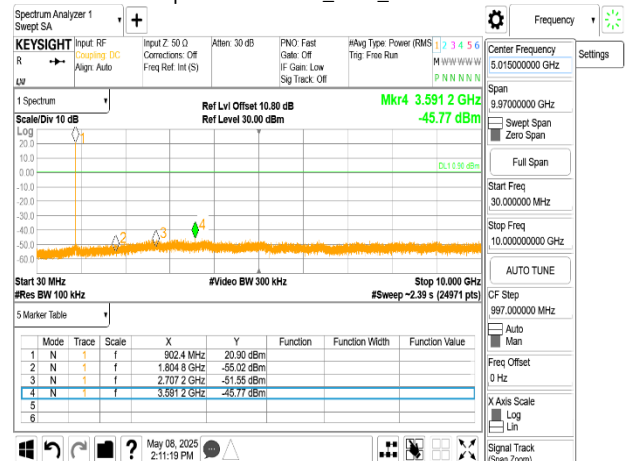 Spectrum Analyzer 1
Swept SA
KEYSIGHT
R
Input: RF
Coupling: DC
Align: Auto
Input Z: 50 Ω
Corrections: Off
Freq Ref: Int (S)
Atten: 30 dB
PNO: Fast
Gate: Off
IF Gain: Low
Sig Track: Off
#Avg Type: Power (RMS
Trig: Free Run
1 2 3 4 5 6
M W W W W W
P N N N N N
1 Spectrum
Scale/Div 10 dB
Ref Lvl Offset 10.80 dB
Ref Level 30.00 dBm
Mkr4 3.591 2 GHz
-45.77 dBm
Log
20.0
10.0
0.00
-10.0
-20.0
-30.0
-40.0
-50.0
-60.0
1
2
3
4
DL1 0.90 dBm
Start 30 MHz
#Res BW 100 kHz
#Video BW 300 kHz
Stop 10.000 GHz
#Sweep ~2.39 s (24971 pts)
5 Marker Table
Mode Trace Scale X Y Function Function Width Function Value
1 N 1 f 902.4 MHz 20.90 dBm
2 N 1 f 1.804 8 GHz -55.02 dBm
3 N 1 f 2.707 2 GHz -51.55 dBm
4 N 1 f 3.591 2 GHz -45.77 dBm
5
6
?
May 08, 2025
2:11:19 PM
Frequency
Settings
Center Frequency
5.015000000 GHz
Span
9.97000000 GHz
Swept Span
Zero Span
Full Span
Start Freq
30.000000 MHz
Stop Freq
10.000000000 GHz
AUTO TUNE
CF Step
997.000000 MHz
Auto
Man
Freq Offset
0 Hz
X Axis Scale
Log
Lin
Signal Track
(Span Zoom)